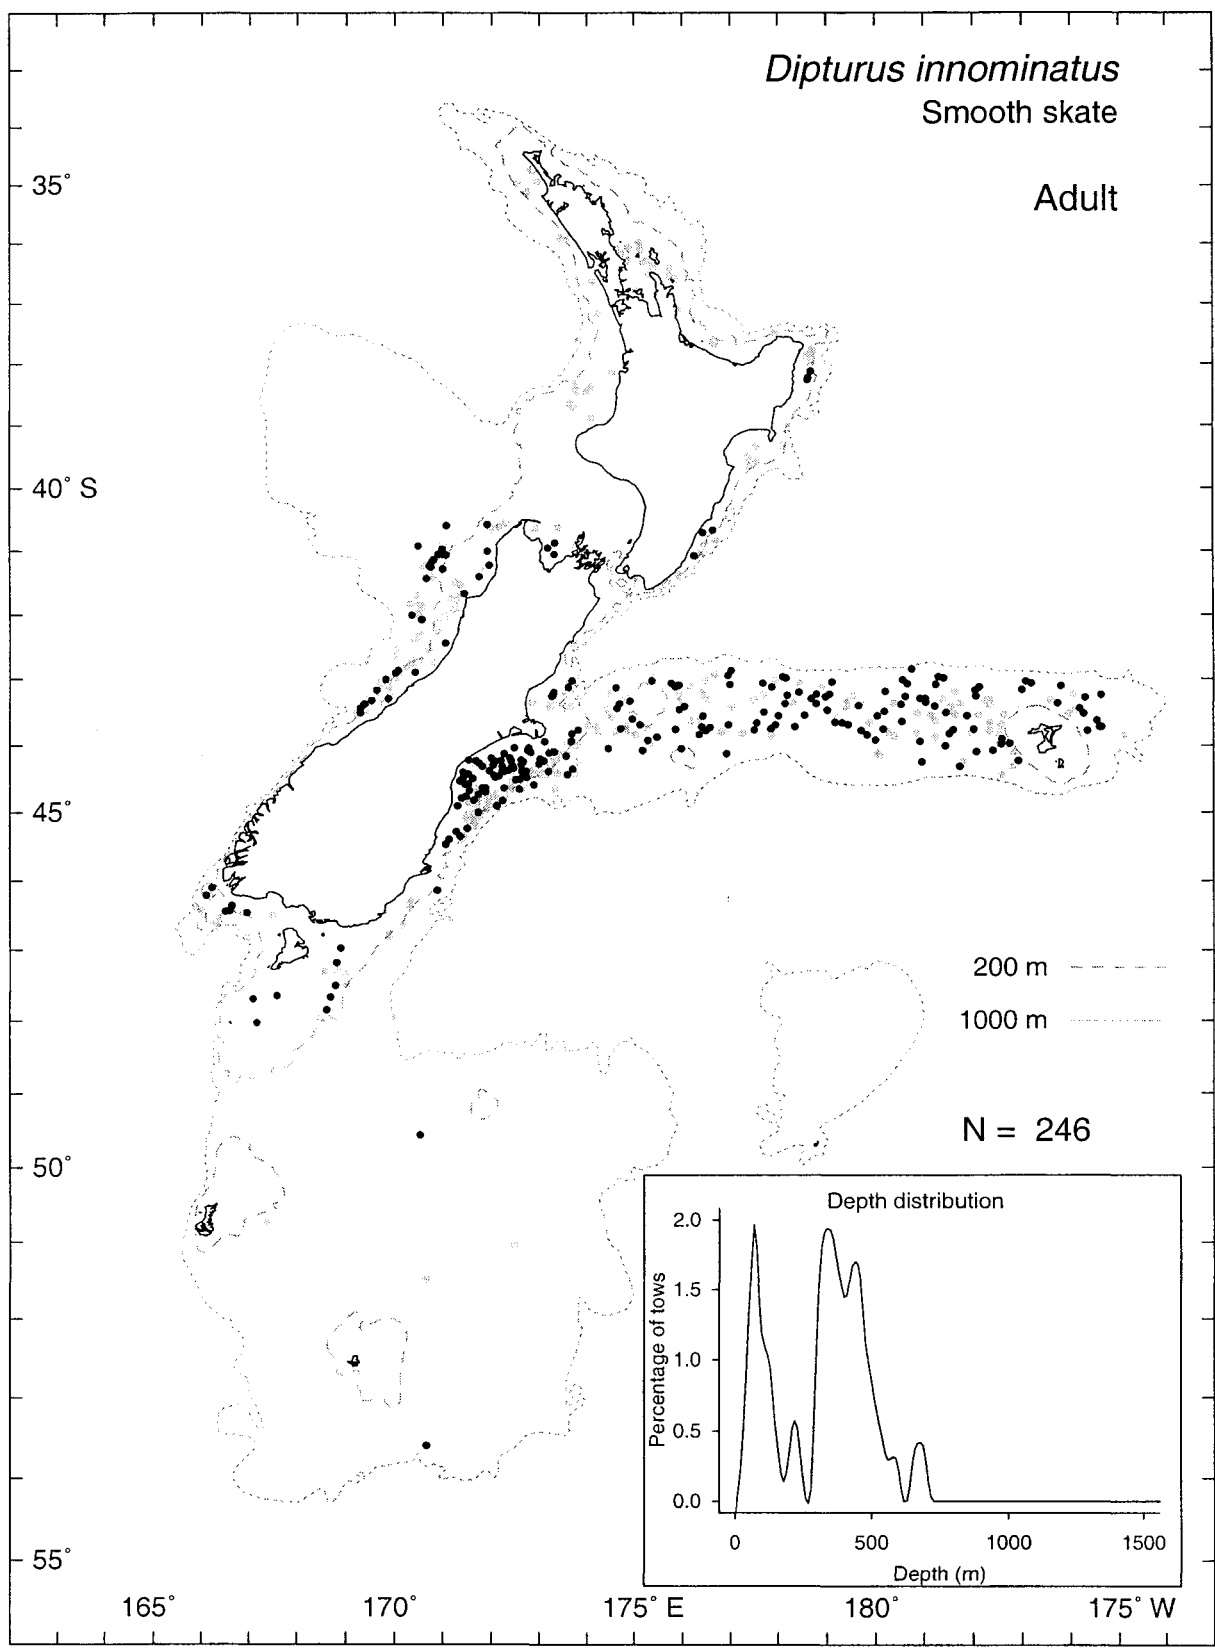 Dipturus innominatus
Smooth skate
Adult
35°
40° S
45°
50°
55°
200 m
1000 m
N = 246
Depth distribution
2.0
1.5
1.0
0.5
0.0
Percentage of tows
0 500 1000 1500
Depth (m)
165° 170° 175° E 180° 175° W